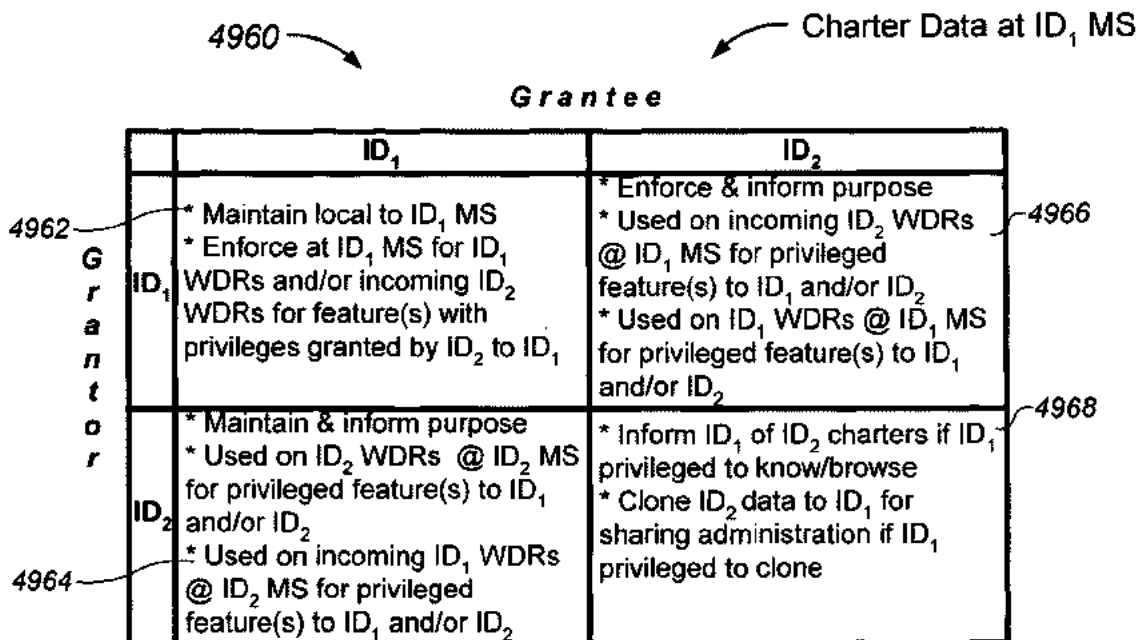 4960
Charter Data at ID₁ MS
Grantee
ID₁
ID₂
Grantor
ID₁
4962
* Maintain local to ID₁ MS
* Enforce at ID₁ MS for ID₁
WDRs and/or incoming ID₂
WDRs for feature(s) with
privileges granted by ID₂ to ID₁
* Enforce & inform purpose
* Used on incoming ID₂ WDRs
@ ID₁ MS for privileged
feature(s) to ID₁ and/or ID₂
* Used on ID₁ WDRs @ ID₁ MS
for privileged feature(s) to ID₁
and/or ID₂
4966
ID₂
* Maintain & inform purpose
* Used on ID₂ WDRs @ ID₂ MS
for privileged feature(s) to ID₁
and/or ID₂
* Used on incoming ID₁ WDRs
@ ID₂ MS for privileged
feature(s) to ID₁ and/or ID₂
4964
* Inform ID₁ of ID₂ charters if ID₁
privileged to know/browse
* Clone ID₂ data to ID₁ for
sharing administration if ID₁
privileged to clone
4968